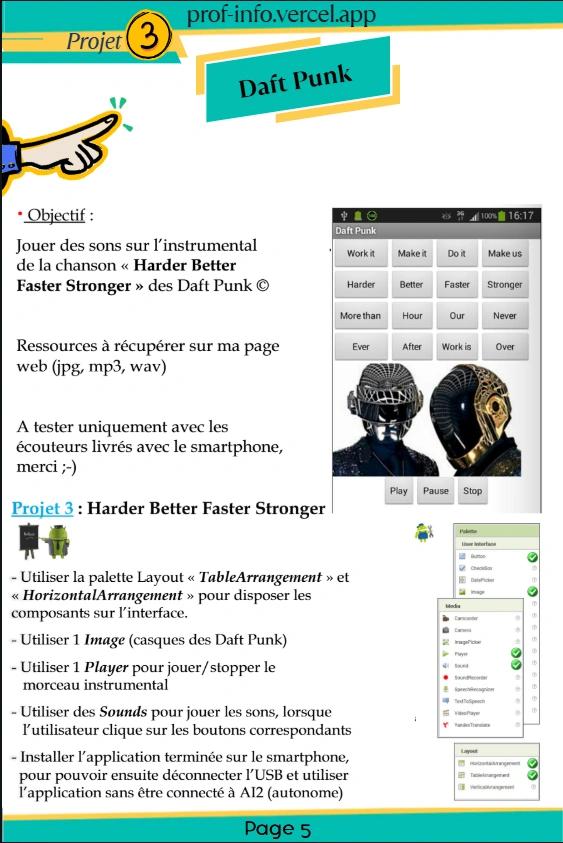 prof-info.vercel.app
Projet 3
Daft Punk
• Objectif :
Jouer des sons sur l'instrumental
de la chanson « Harder Better
Faster Stronger » des Daft Punk ©
Ressources à récupérer sur ma page
web (jpg, mp3, wav)
A tester uniquement avec les
écouteurs livrés avec le smartphone,
merci ;-)
3G 100% 16:17
Daft Punk
Work it Make it Do it Make us
Harder Better Faster Stronger
More than Hour Our Never
Ever After Work is Over
Play Pause Stop
Projet 3 : Harder Better Faster Stronger
- Utiliser la palette Layout « TableArrangement » et
« HorizontalArrangement » pour disposer les
composants sur l'interface.
- Utiliser 1 Image (casques des Daft Punk)
- Utiliser 1 Player pour jouer/stopper le
morceau instrumental
- Utiliser des Sounds pour jouer les sons, lorsque
l'utilisateur clique sur les boutons correspondants
- Installer l'application terminée sur le smartphone,
pour pouvoir ensuite déconnecter l'USB et utiliser
l'application sans être connecté à AI2 (autonome)
Palette
User Interface
Button
CheckBox
DatePicker
Image
Media
Camcorder
Camera
ImagePicker
Player
Sound
SoundRecorder
SpeechRecognizer
TextToSpeech
VideoPlayer
YandexTranslate
Layout
HorizontalArrangement
TableArrangement
VerticalArrangement
Page 5